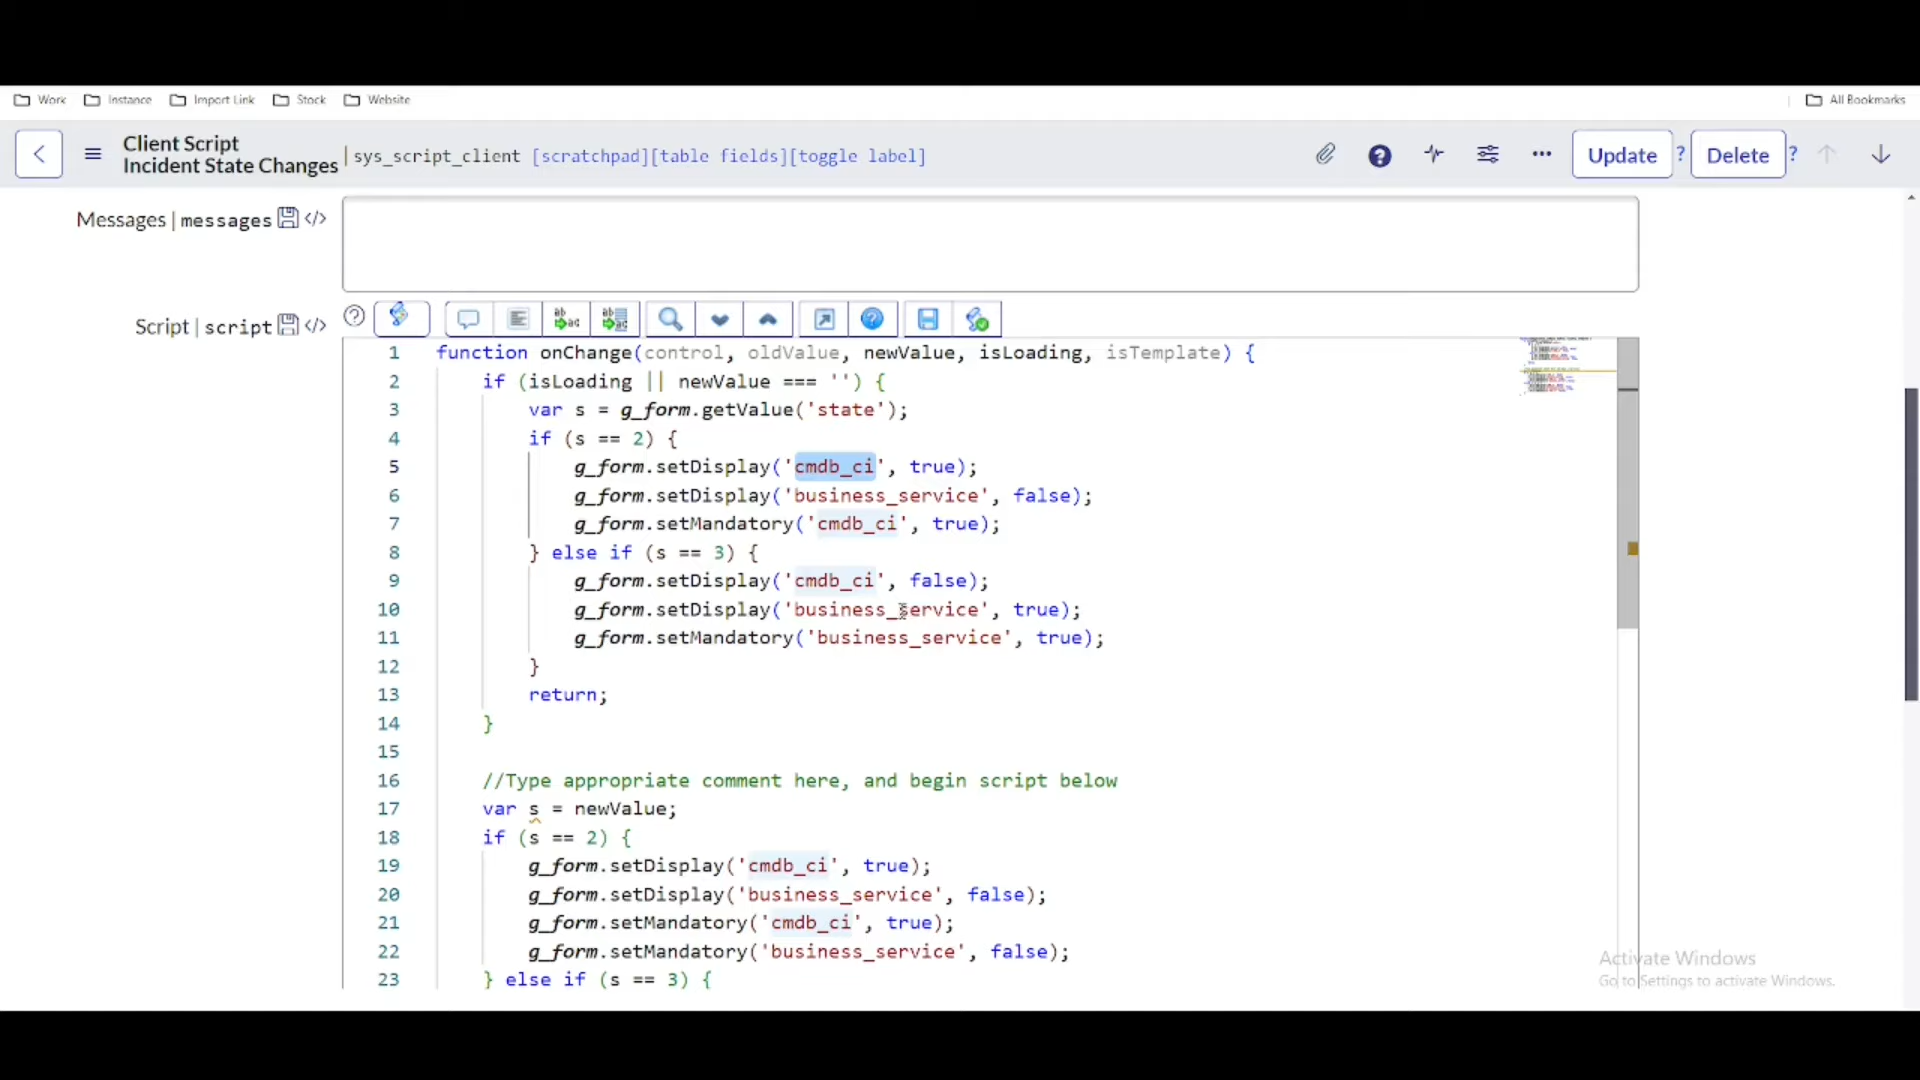 Work Instance Import Link Stock Website All Bookmarks
Client Script
Incident State Changes | sys_script_client [scratchpad][table fields][toggle label] ... Update ? Delete ?
Messages | messages </>
Script | script </>
1 function onChange(control, oldValue, newValue, isLoading, isTemplate) {
2 if (isLoading || newValue === '') {
3 var s = g_form.getValue('state');
4 if (s == 2) {
5 g_form.setDisplay('cmdb_ci', true);
6 g_form.setDisplay('business_service', false);
7 g_form.setMandatory('cmdb_ci', true);
8 } else if (s == 3) {
9 g_form.setDisplay('cmdb_ci', false);
10 g_form.setDisplay('business_service', true);
11 g_form.setMandatory('business_service', true);
12 }
13 return;
14 }
15
16 //Type appropriate comment here, and begin script below
17 var s = newValue;
18 if (s == 2) {
19 g_form.setDisplay('cmdb_ci', true);
20 g_form.setDisplay('business_service', false);
21 g_form.setMandatory('cmdb_ci', true);
22 g_form.setMandatory('business_service', false);
23 } else if (s == 3) {
Activate Windows
Go to Settings to activate Windows.